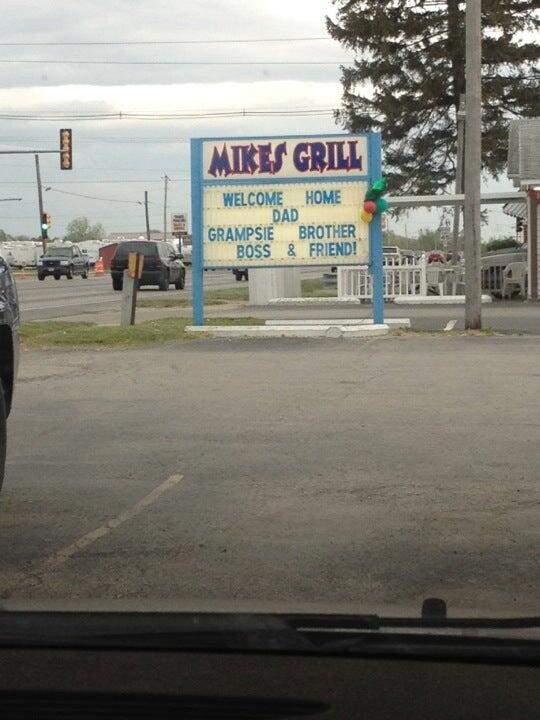 MIKES GRILL
WELCOME HOME
DAD
GRAMPSIE BROTHER
BOSS & FRIEND!